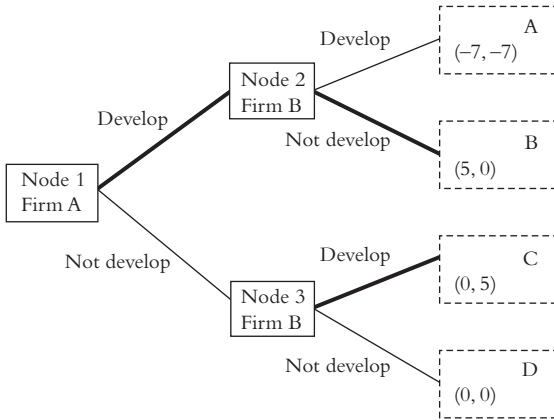 A
Develop
(–7, –7)
Node 2
Firm B
Develop
Not develop
B
(5, 0)
Node 1
Firm A
Not develop
Develop
C
(0, 5)
Node 3
Firm B
Not develop
D
(0, 0)